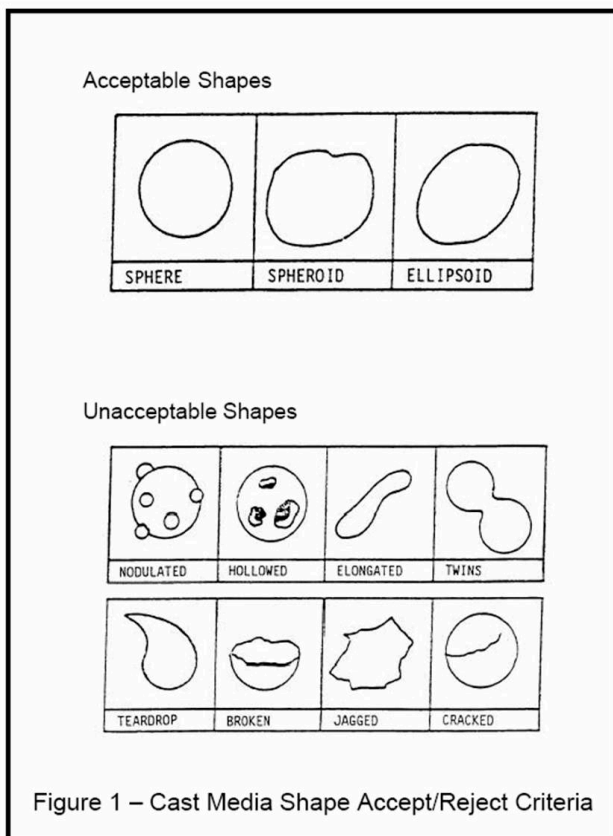 Acceptable Shapes
SPHERE SPHEROID ELLIPSOID
Unacceptable Shapes
NODULATED HOLLOWED ELONGATED TWINS
TEARDROP BROKEN JAGGED CRACKED
Figure 1 – Cast Media Shape Accept/Reject Criteria